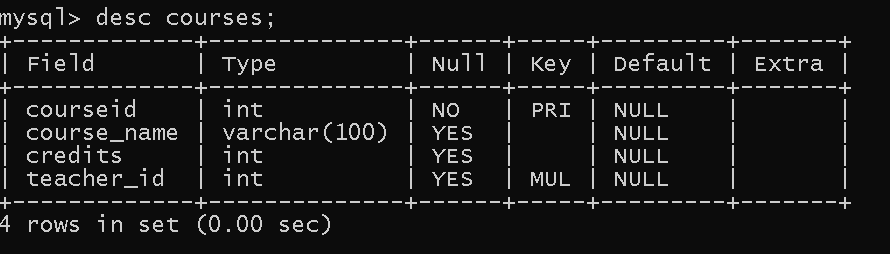 mysql> desc courses;
+-------------+--------------+------+-----+---------+-------+
| Field       | Type         | Null | Key | Default | Extra |
+-------------+--------------+------+-----+---------+-------+
| courseid    | int          | NO   | PRI | NULL    |       |
| course_name | varchar(100) | YES  |     | NULL    |       |
| credits     | int          | YES  |     | NULL    |       |
| teacher_id  | int          | YES  | MUL | NULL    |       |
+-------------+--------------+------+-----+---------+-------+
4 rows in set (0.00 sec)